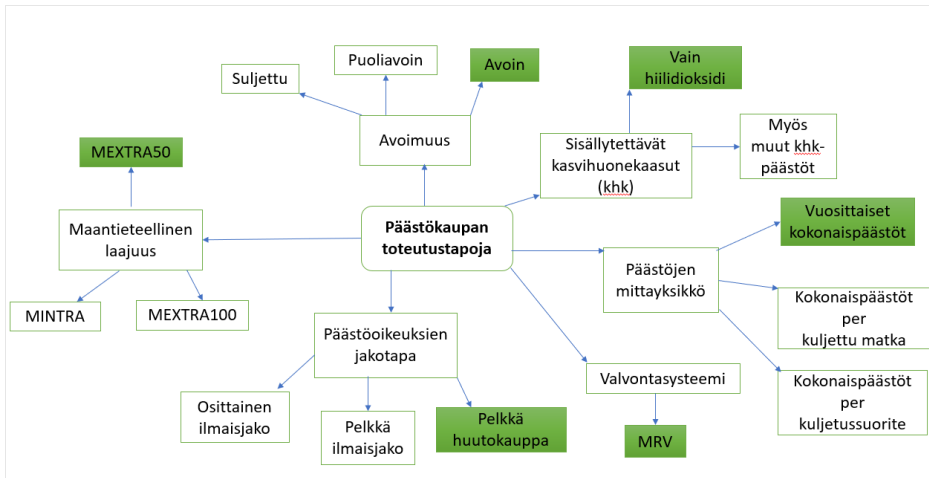 Suljettu
Puoliavoin
Avoin
Avoimuus
Vain
hiilidioksidi
Sisällytettävät
kasvihuonekaasut
(khk)
Myös
muut khk-
päästöt
MEXTRA50
Maantieteellinen
laajuus
MINTRA
MEXTRA100
Päästökaupan
toteutustapoja
Vuosittaiset
kokonaispäästöt
Päästöjen
mittayksikkö
Kokonaispäästöt
per
kuljettu matka
Kokonaispäästöt
per
kuljetussuorite
Päästöoikeuksien
jakotapa
Osittainen
ilmaisjako
Pelkkä
ilmaisjako
Pelkkä
huutokauppa
Valvontasysteemi
MRV